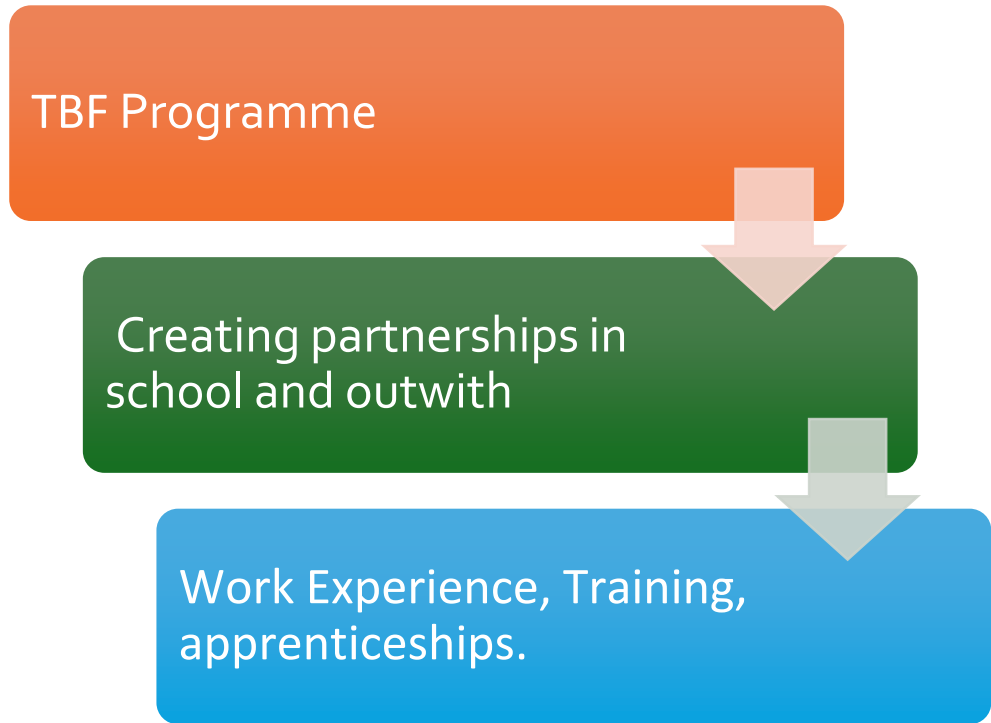 TBF Programme
Creating partnerships in
school and outwith
Work Experience, Training,
apprenticeships.